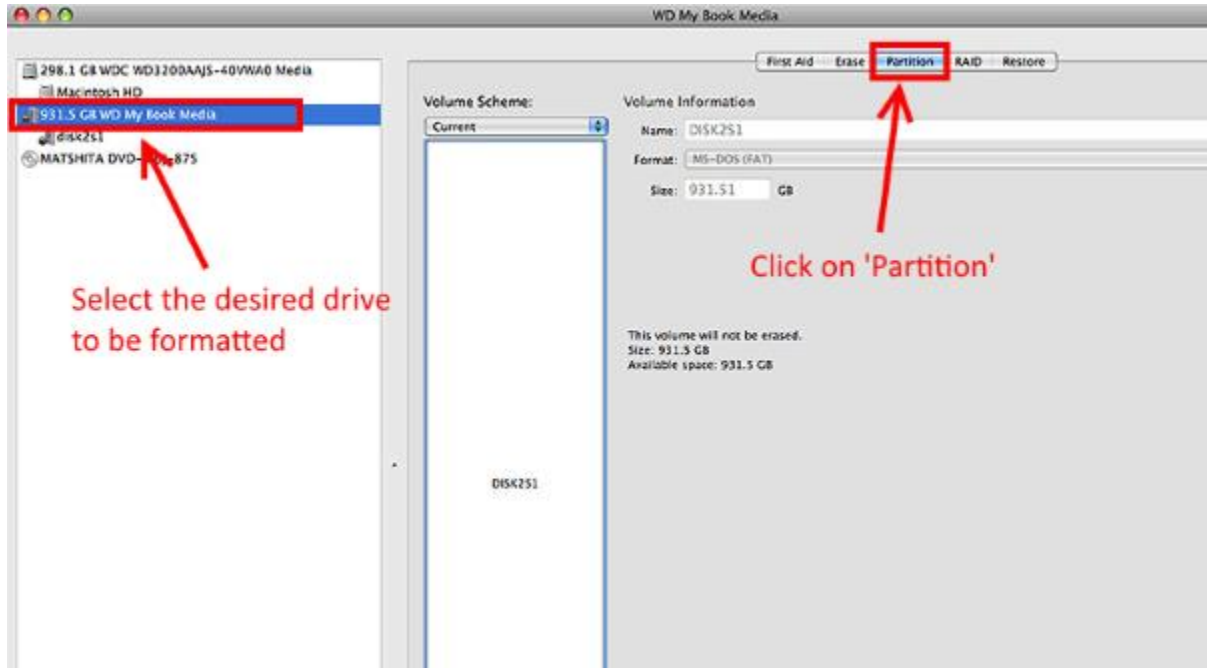 WD My Book Media
298.1 GB WDC WD3200AAJS-40VWA0 Media
Macintosh HD
931.5 GB WD My Book Media
disk2s1
MATSHITA DVD- 875
Select the desired drive
to be formatted
First Aid Erase Partition RAID Restore
Volume Scheme:
Current
DISK2S1
Volume Information
Name: DISK2S1
Format: MS-DOS (FAT)
Size: 931.51 GB
Click on 'Partition'
This volume will not be erased.
Size: 931.5 GB
Available space: 931.5 GB